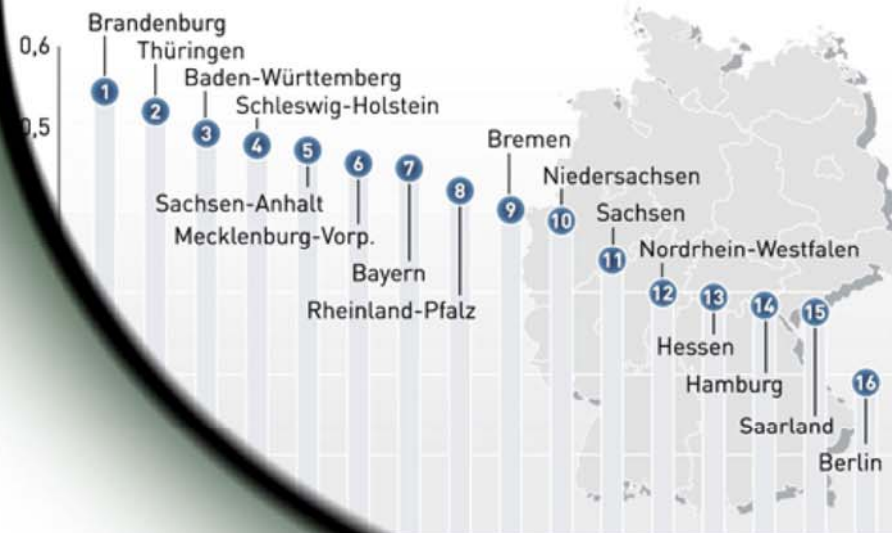 Brandenburg
0,6
Thüringen
Baden-Württemberg
1
Schleswig-Holstein
2
0,5
3
Bremen
4
5
6
7
Niedersachsen
8
Sachsen-Anhalt
9
Sachsen
10
Mecklenburg-Vorp.
Nordrhein-Westfalen
11
Bayern
12
13
14
Rheinland-Pfalz
15
Hessen
Hamburg
16
Saarland
Berlin